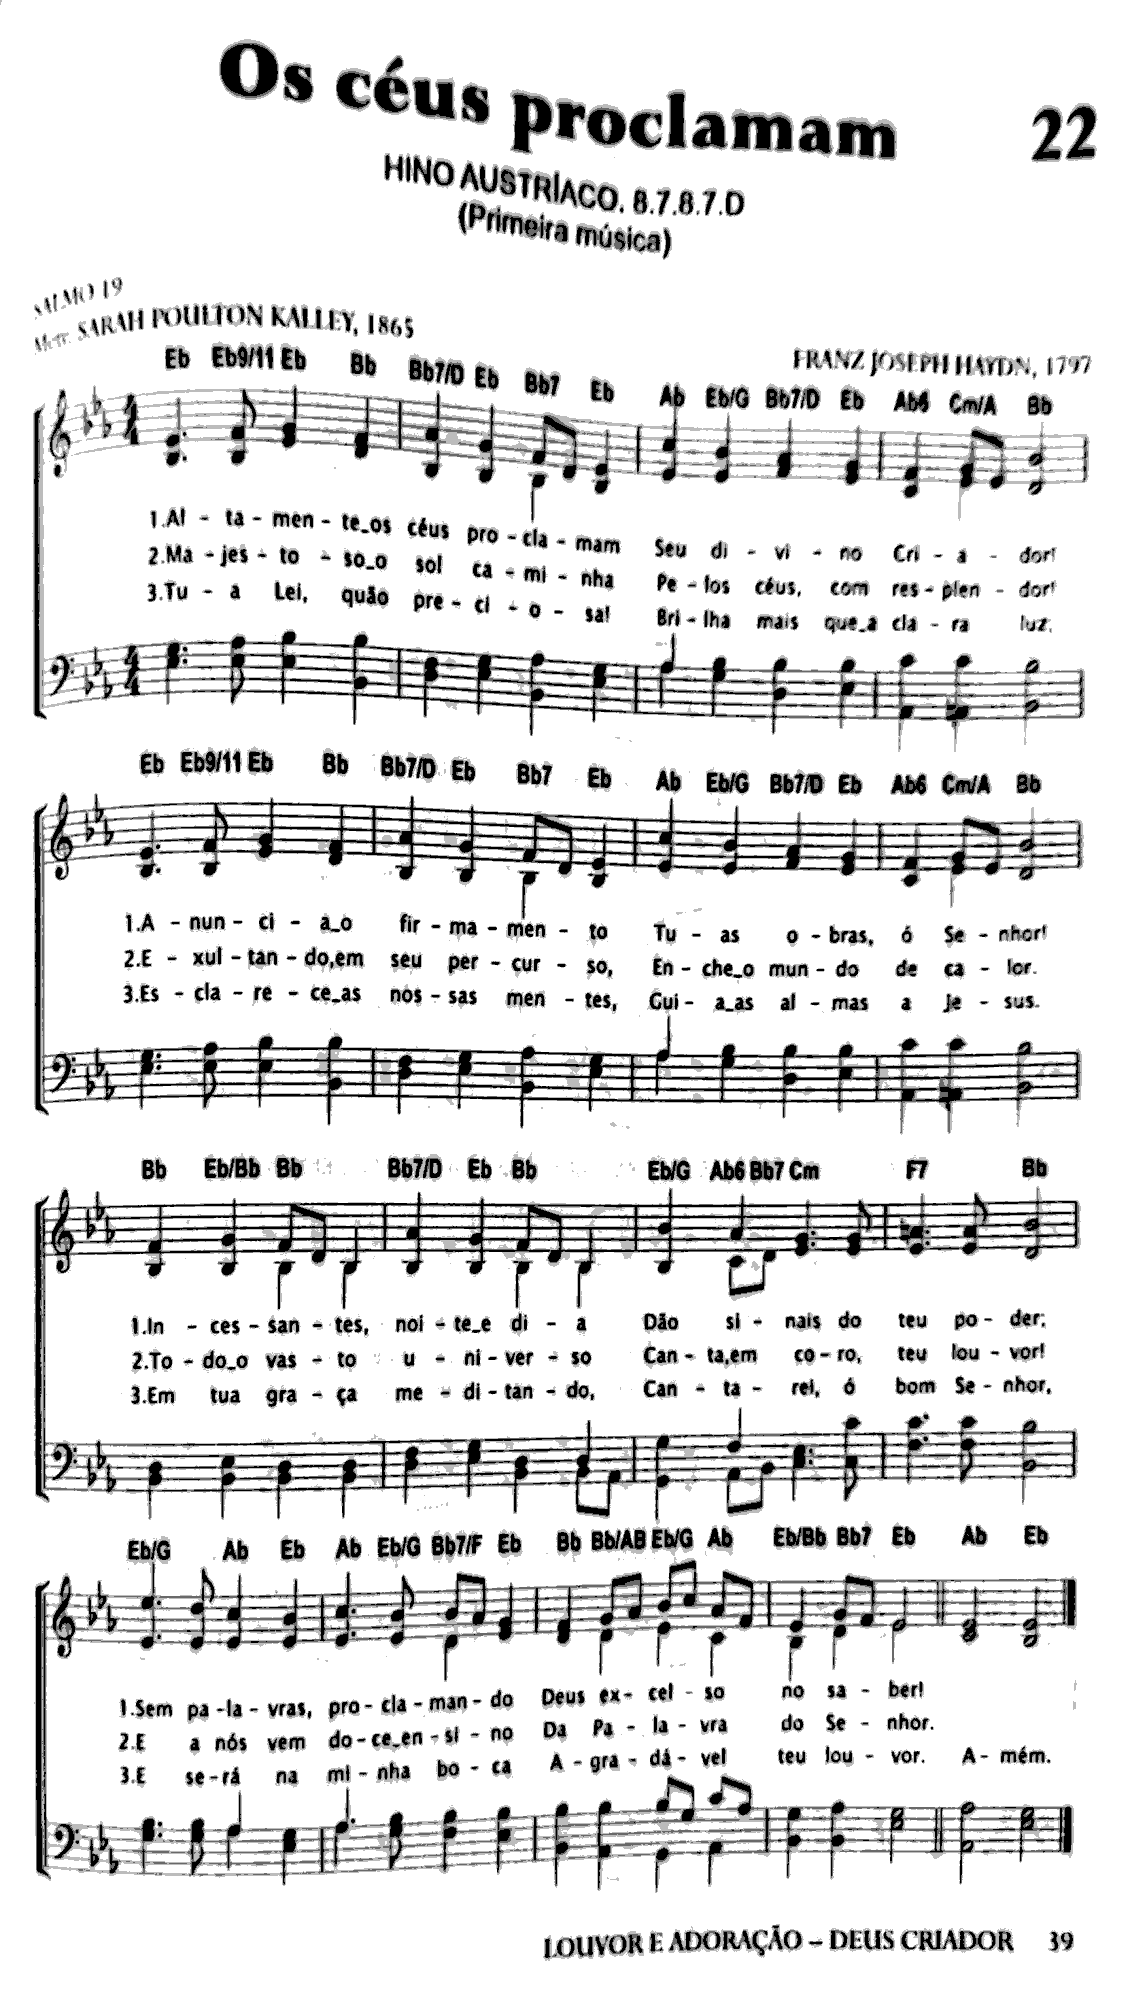 Os céus proclamam
22
HINO AUSTRÍACO. 8.7.8.7.D
(Primeira música)
SALMO 19
Metr. SARAH POULTON KALLEY, 1865
FRANZ JOSEPH HAYDN, 1797
Eb Eb9/11 Eb Bb Bb7/D Eb Bb7 Eb Ab Eb/G Bb7/D Eb Ab6 Cm/A Bb
1.Al - ta - men - te_os céus pro - cla - mam Seu di - vi - no Cri - a - dor!
2.Ma - jes - to - so_o sol ca - mi - nha Pe - los céus, com res - plen - dor!
3.Tu - a Lei, quão pre - ci - o - sa! Bri - lha mais que_a cla - ra luz.
Eb Eb9/11 Eb Bb Bb7/D Eb Bb7 Eb Ab Eb/G Bb7/D Eb Ab6 Cm/A Bb
1.A - nun - ci - a_o fir - ma - men - to Tu - as o - bras, ó Se - nhor!
2.E - xul - tan - do,em seu per - cur - so, En - che_o mun - do de ca - lor.
3.Es - cla - re - ce_as nos - sas men - tes, Gui - a_as al - mas a Je - sus.
Bb Eb/Bb Bb Bb7/D Eb Bb Eb/G Ab6 Bb7 Cm F7 Bb
1.In - ces - san - tes, noi - te_e di - a Dão si - nais do teu po - der;
2.To - do_o vas - to u - ni - ver - so Can - ta,em co - ro, teu lou - vor!
3.Em tua gra - ça me - di - tan - do, Can - ta - rei, ó bom Se - nhor,
Eb/G Ab Eb Ab Eb/G Bb7/F Eb Bb Bb/AB Eb/G Ab Eb/Bb Bb7 Eb Ab Eb
1.Sem pa - la - vras, pro - cla - man - do Deus ex - cel - so no sa - ber!
2.E a nós vem do - ce_en - si - no Da Pa - la - vra do Se - nhor.
3.E se - rá na mi - nha bo - ca A - gra - dá - vel teu lou - vor. A - mém.
LOUVOR E ADORAÇÃO – DEUS CRIADOR 39